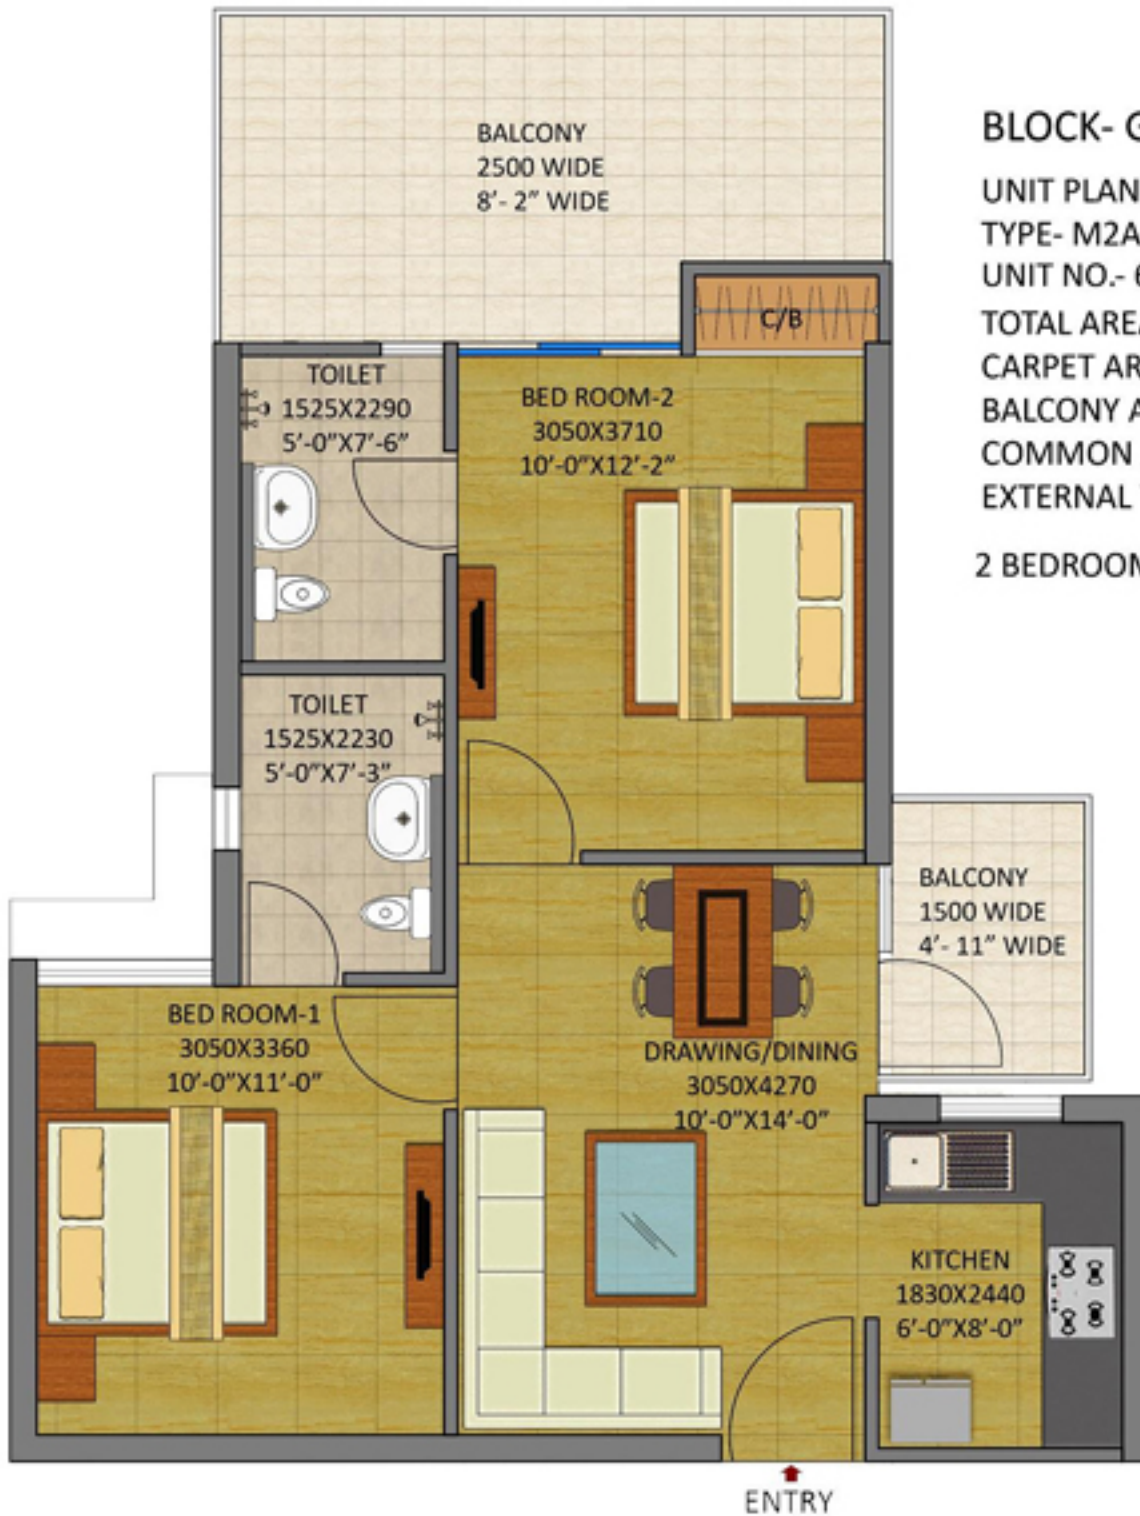 BALCONY
2500 WIDE
8'- 2" WIDE
BLOCK-
UNIT PLAN
TYPE- M2A
UNIT NO.-
TOTAL
CARPET
BALCONY
COMMON
EXTERNAL
2
C/B
TOILET
1525X2290
5'-0"X7'-6"
BED ROOM-2
3050X3710
10'-0"X12'-2"
TOILET
1525X2230
5'-0"X7'-3"
BALCONY
1500 WIDE
4'- 11" WIDE
BED ROOM-1
3050X3360
10'-0"X11'-0"
DRAWING/DINING
3050X4270
10'-0"X14'-0"
KITCHEN
1830X2440
6'-0"X8'-0"
ENTRY